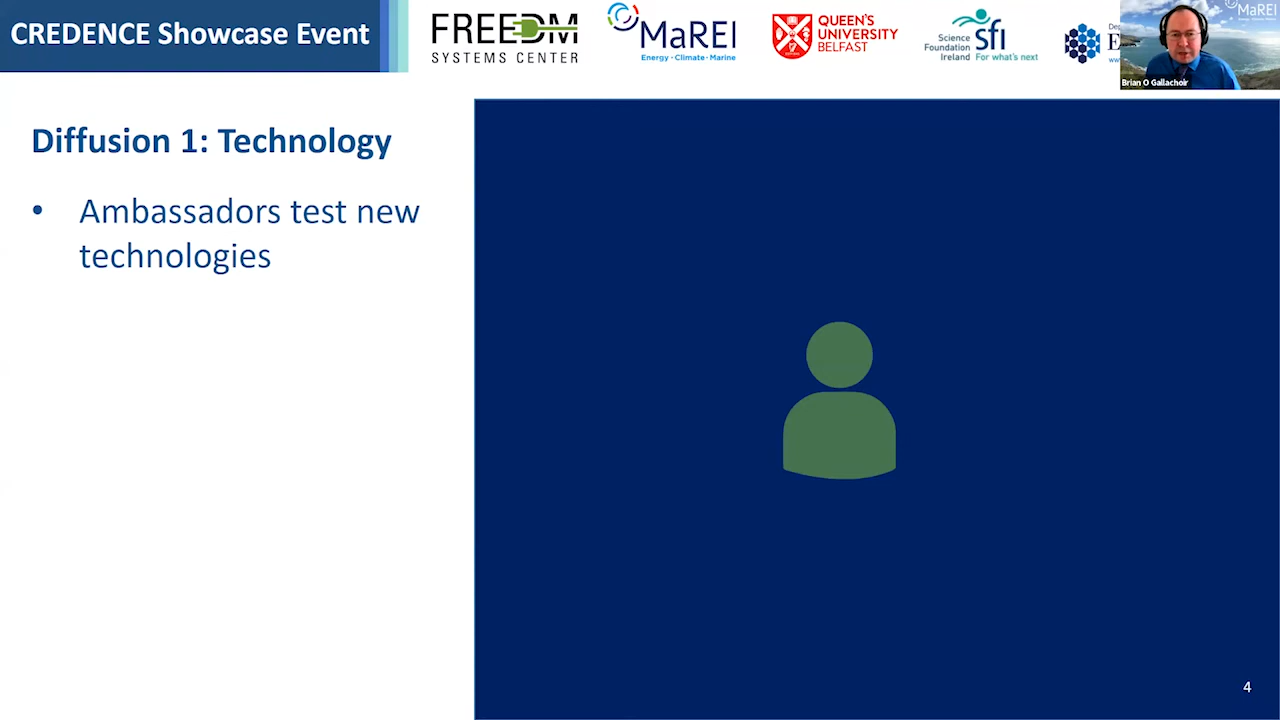 CREDENCE Showcase Event
FREEDM
SYSTEMS CENTER
MaREI
Energy · Climate · Marine
QUEEN'S
UNIVERSITY
BELFAST
Science
Foundation
Ireland
sfi
For what's next
MaREI
Brian O Gallachoir
Diffusion 1: Technology
• Ambassadors test new
technologies
4